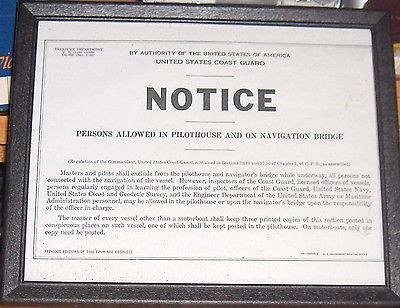 TREASURY DEPARTMENT
U. S. Coast Guard
BY AUTHORITY OF THE UNITED STATES OF AMERICA
UNITED STATES COAST GUARD
NOTICE
PERSONS ALLOWED IN PILOTHOUSE AND ON NAVIGATION BRIDGE
(Regulation of the Commandant, United States Coast Guard, contained in Sections 78.10 and 97.10 of Chapter I, 46 C. F. R., as amended)
Masters and pilots shall exclude from the pilothouse and navigator's bridge while underway, all persons not
connected with the navigation of the vessel. However, inspectors of the Coast Guard, licensed officers of vessels,
persons regularly engaged in learning the profession of pilot, officers of the Coast Guard, United States Navy,
United States Coast and Geodetic Survey, and the Engineer Department of the United States Army or Maritime
Administration personnel, may be allowed in the pilothouse or upon the navigator's bridge upon the responsibility
of the officer in charge.
The master of every vessel other than a motorboat shall keep three printed copies of this section posted in
conspicuous places on such vessel, one of which shall be kept posted in the pilothouse. On motorboats, only one
copy need be posted.
PREVIOUS EDITIONS OF THIS FORM ARE OBSOLETE
U. S. GOVERNMENT PRINTING OFFICE